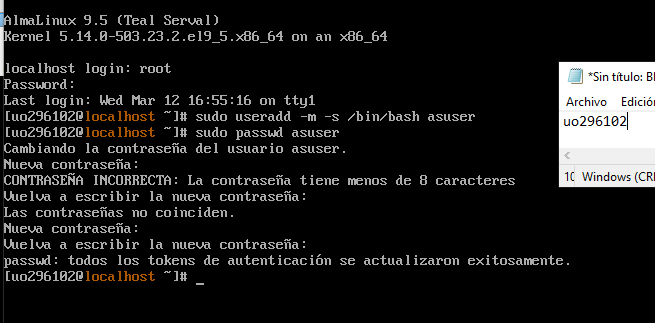 AlmaLinux 9.5 (Teal Serval)
Kernel 5.14.0-503.23.2.el9_5.x86_64 on an x86_64
localhost login: root
Password:
Last login: Wed Mar 12 16:55:16 on tty1
[uo296102@localhost ~]# sudo useradd -m -s /bin/bash asuser
[uo296102@localhost ~]# sudo passwd asuser
Cambiando la contraseña del usuario asuser.
Nueva contraseña:
CONTRASEÑA INCORRECTA: La contraseña tiene menos de 8 caracteres
Vuelva a escribir la nueva contraseña:
Las contraseñas no coinciden.
Nueva contraseña:
Vuelva a escribir la nueva contraseña:
passwd: todos los tokens de autenticación se actualizaron exitosamente.
[uo296102@localhost ~]# _
*Sin título: Bl
Archivo Edición
uo296102
10 Windows (CR